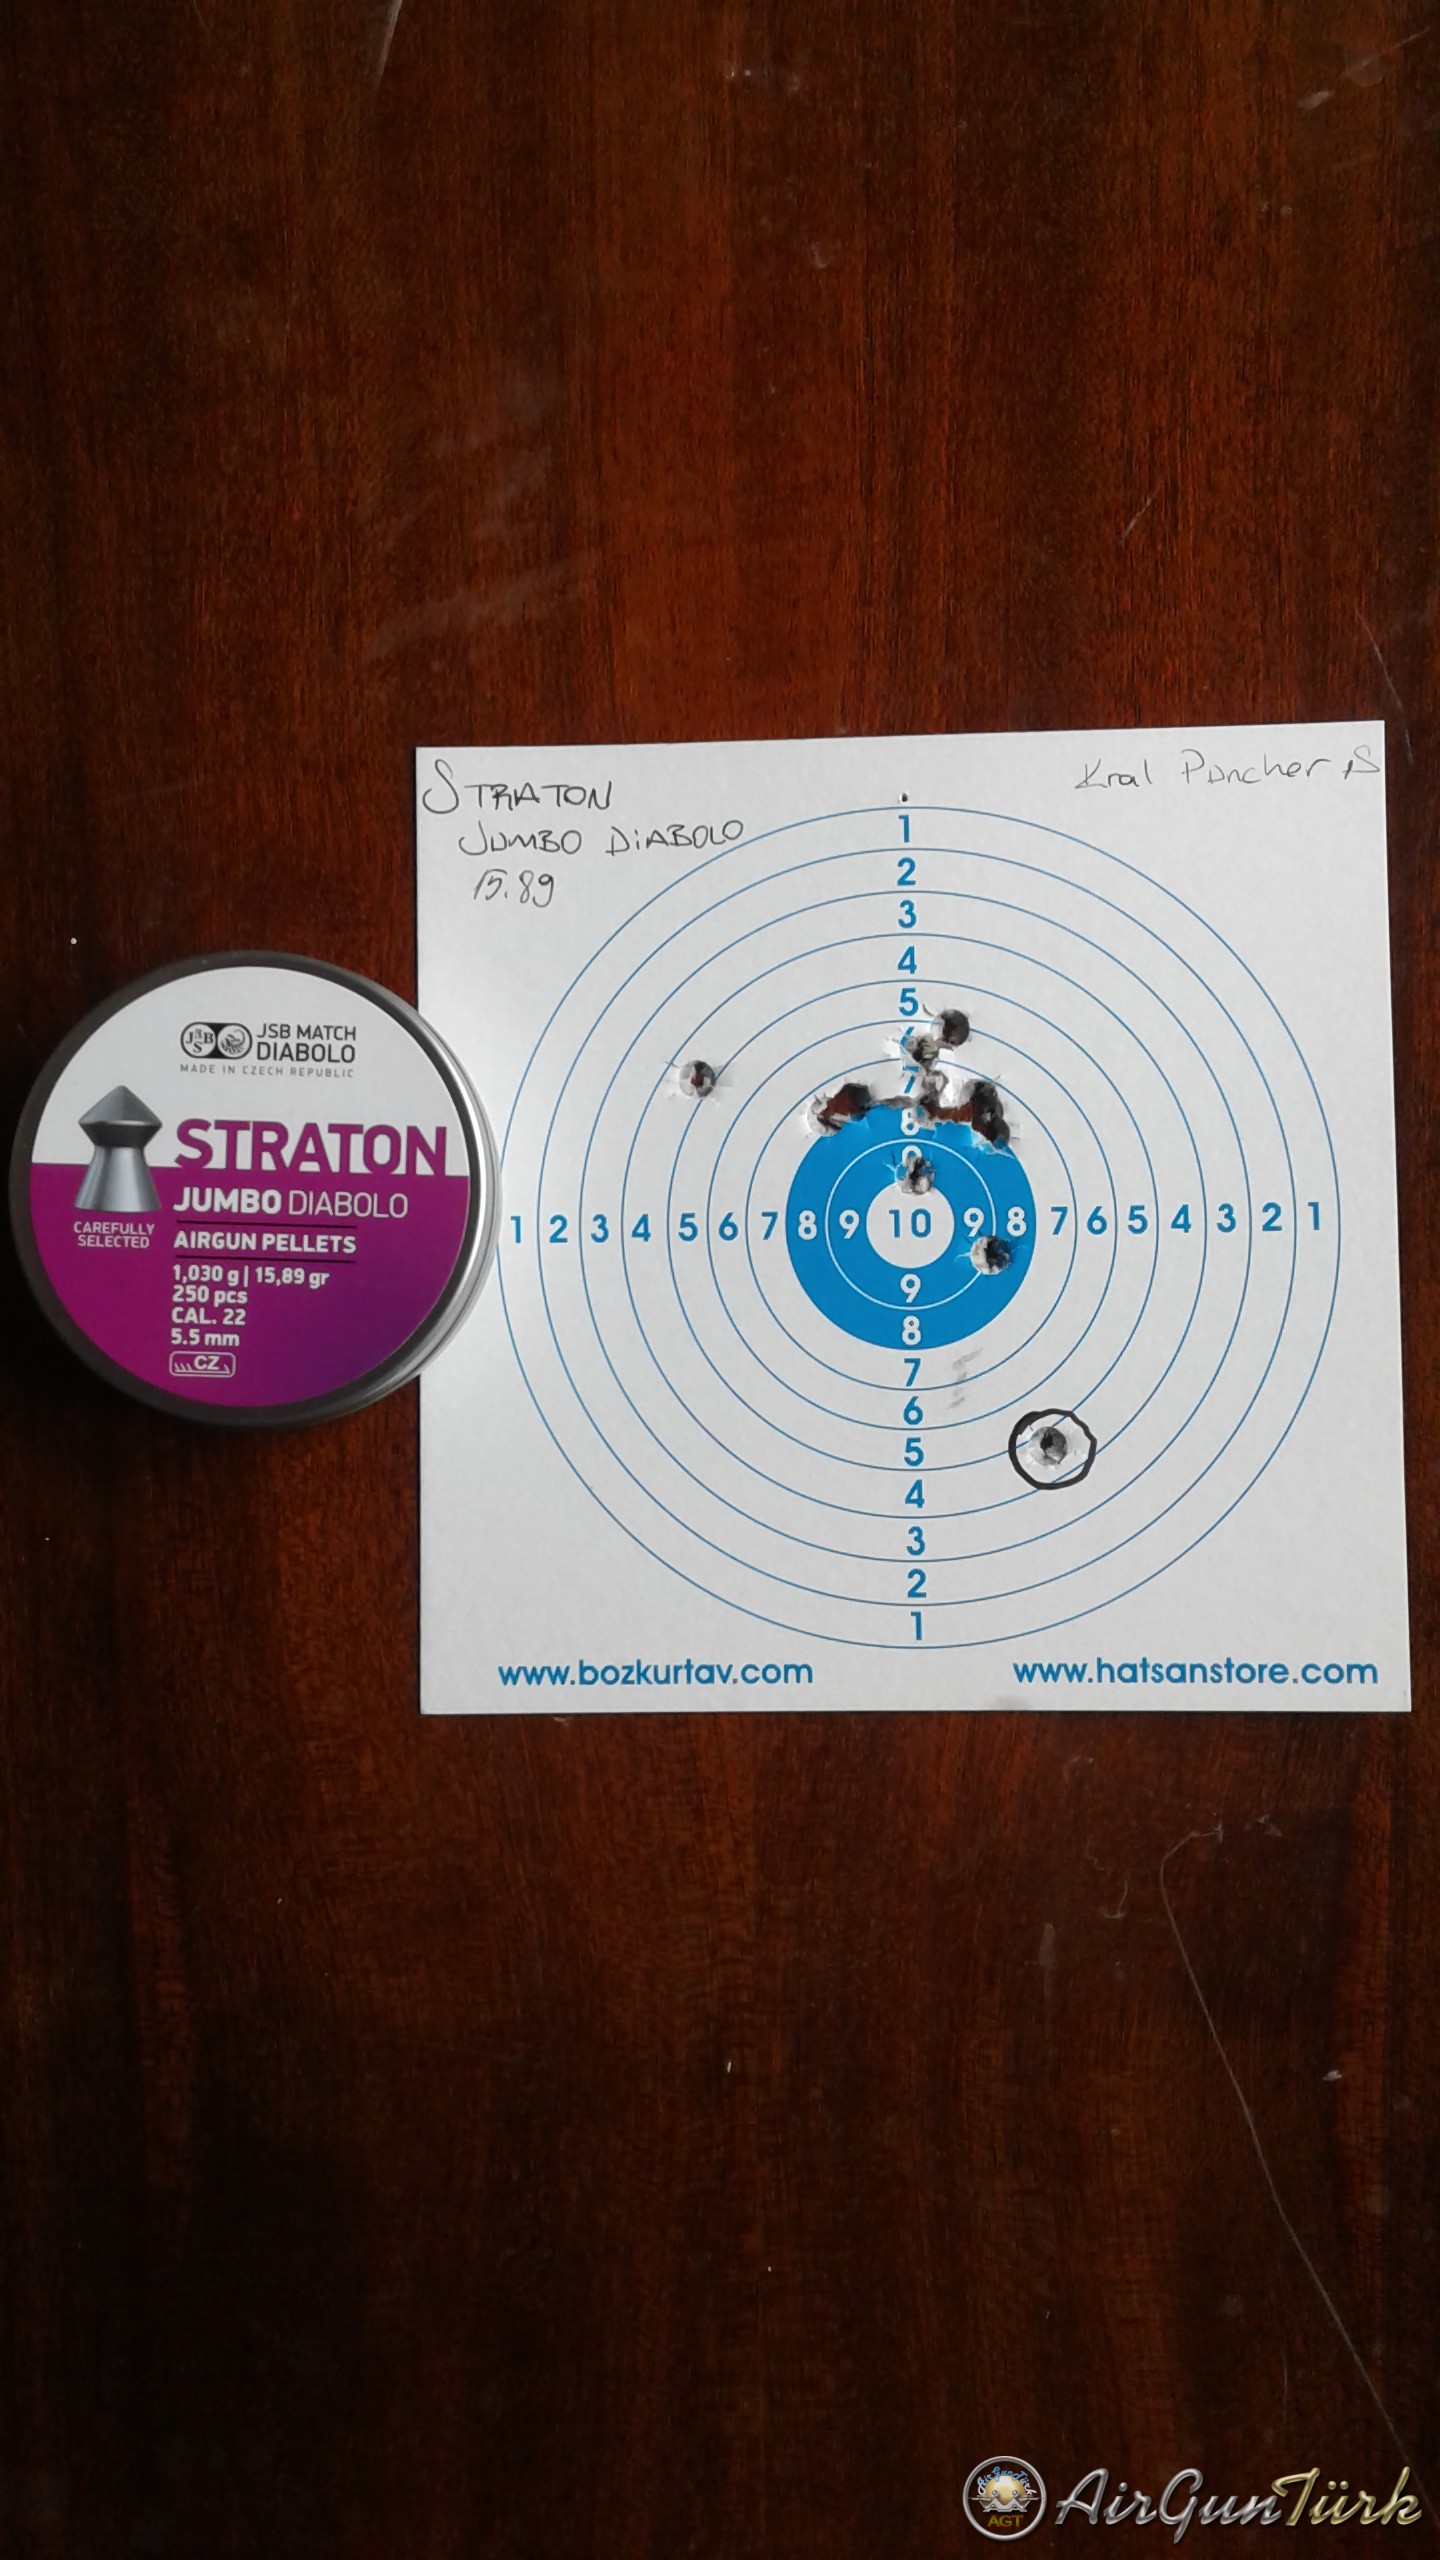 STRATON
JUMBO DiABOLO
15.89
Kral Puncher S
JSB
JSB MATCH
DIABOLO
MADE IN CZECH REPUBLIC
STRATON
JUMBO DIABOLO
CAREFULLY
SELECTED
AIRGUN PELLETS
1,030 g | 15,89 gr
250 pcs
CAL. 22
5.5 mm
CZ
1
2
3
4
5
6
7
8
9
1 2 3 4 5 6 7 8 9 10 9 8 7 6 5 4 3 2 1
9
8
7
6
5
4
3
2
1
www.bozkurtav.com
www.hatsanstore.com
AirGunTürk
AGT
AirGunTürk